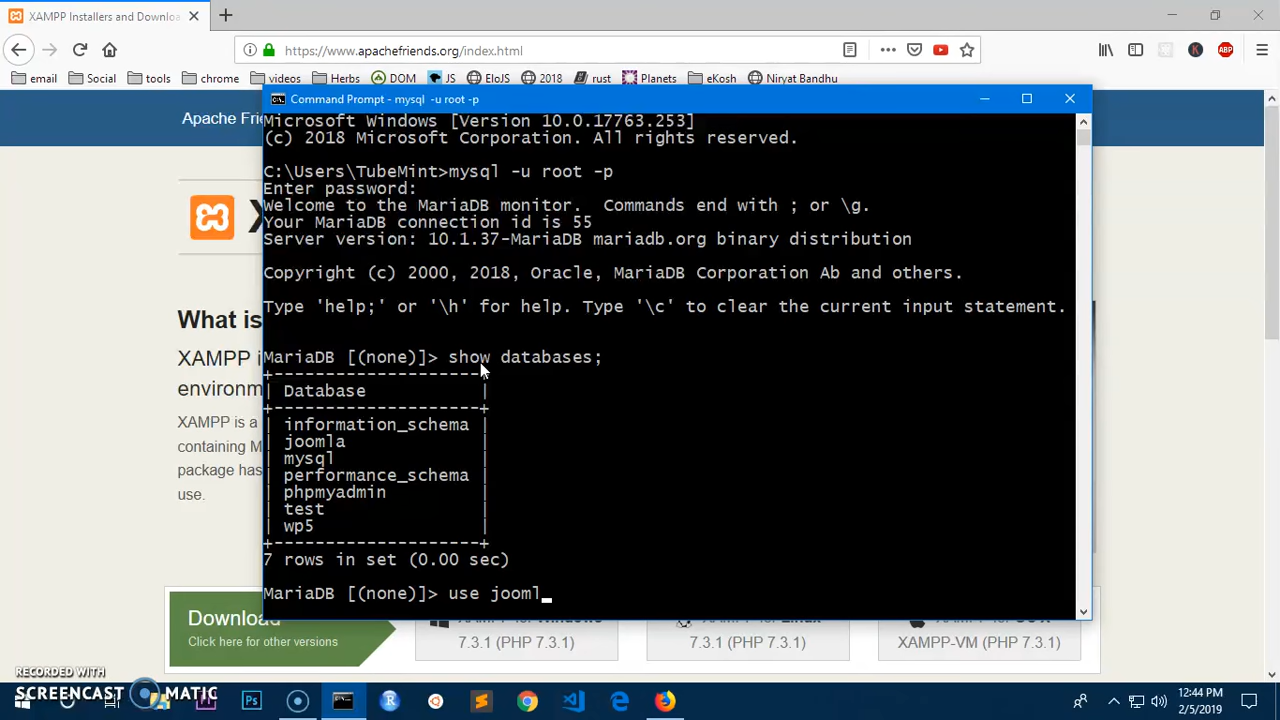 XAMPP Installers and Downloa
https://www.apachefriends.org/index.html
email Social tools chrome videos Herbs DOM JS EloJS 2018 rust Planets eKosh Niryat Bandhu
Apache Frie
Command Prompt - mysql -u root -p
Microsoft Windows [Version 10.0.17763.253]
(c) 2018 Microsoft Corporation. All rights reserved.
C:\Users\TubeMint>mysql -u root -p
Enter password:
Welcome to the MariaDB monitor.  Commands end with ; or \g.
Your MariaDB connection id is 55
Server version: 10.1.37-MariaDB mariadb.org binary distribution
Copyright (c) 2000, 2018, Oracle, MariaDB Corporation Ab and others.
Type 'help;' or '\h' for help. Type '\c' to clear the current input statement.
MariaDB [(none)]> show databases;
+--------------------+
| Database           |
+--------------------+
| information_schema |
| joomla             |
| mysql              |
| performance_schema |
| phpmyadmin         |
| test               |
| wp5                |
+--------------------+
7 rows in set (0.00 sec)
MariaDB [(none)]> use jooml_
X
What is
XAMPP i
environm
XAMPP is a
containing M
package has
use.
Download
Click here for other versions
7.3.1 (PHP 7.3.1)
7.3.1 (PHP 7.3.1)
XAMPP-VM (PHP 7.3.1)
RECORDED WITH
SCREENCAST MATIC
12:44 PM
2/5/2019